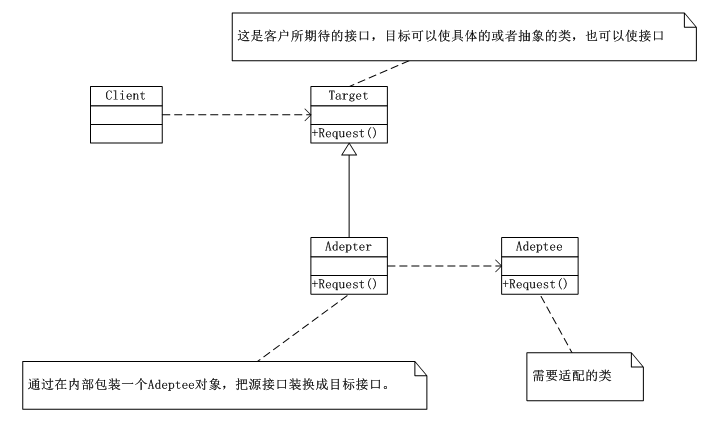 这是客户所期待的接口，目标可以使具体的或者抽象的类，也可以使接口
Client
Target
+Request()
Adepter
+Request()
Adeptee
+Request()
通过在内部包装一个Adeptee对象，把源接口装换成目标接口。
需要适配的类